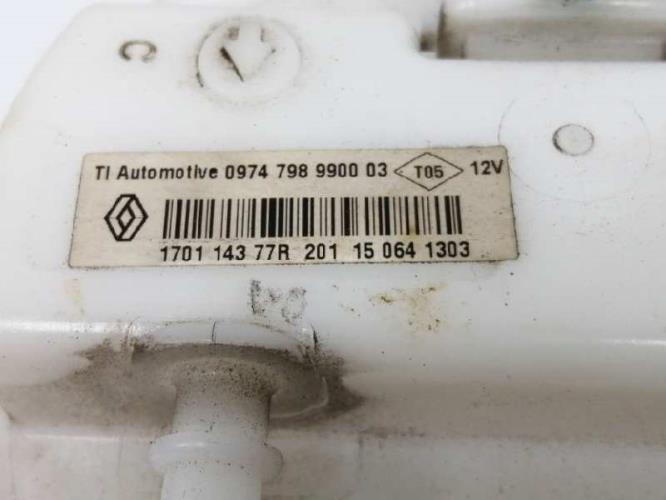 C
TI Automotive 0974 798 9900 03 T05 12V
1701 143 77R 201 15 064 1303